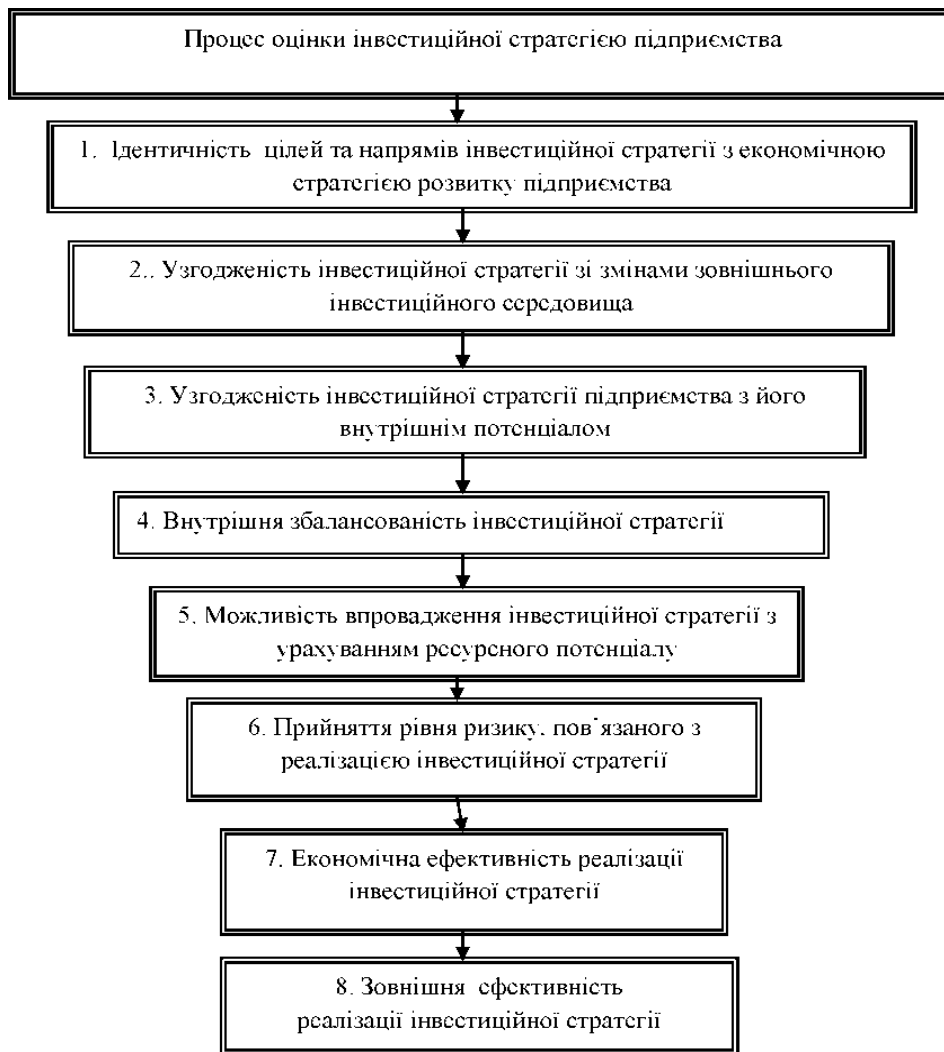 Процес оцінки інвестиційної стратегією підприємства
1. Ідентичність цілей та напрямів інвестиційної стратегії з економічною
стратегією розвитку підприємства
2.. Узгодженість інвестиційної стратегії зі змінами зовнішнього
інвестиційного середовища
3. Узгодженість інвестиційної стратегії підприємства з його
внутрішнім потенціалом
4. Внутрішня збалансованість інвестиційної стратегії
5. Можливість впровадження інвестиційної стратегії з
урахуванням ресурсного потенціалу
6. Прийняття рівня ризику, пов'язаного з
реалізацією інвестиційної стратегії
7. Економічна ефективність реалізації
інвестиційної стратегії
8. Зовнішня ефективність
реалізації інвестиційної стратегії